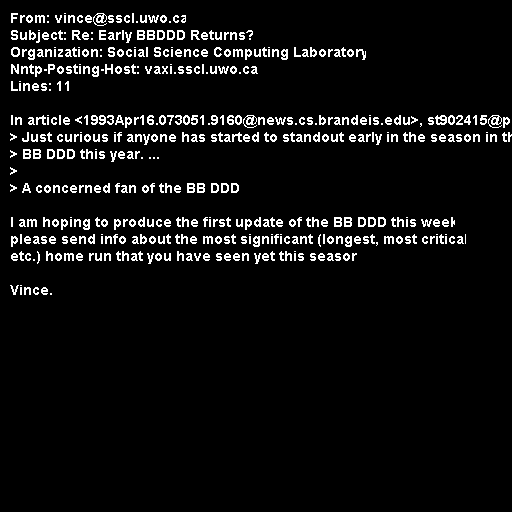 From: vince@sscl.uwo.ca
Subject: Re: Early BBDDD Returns?
Organization: Social Science Computing Laboratory
Nntp-Posting-Host: vaxi.sscl.uwo.ca
Lines: 11

In article <1993Apr16.073051.9160@news.cs.brandeis.edu>, st902415@p
> Just curious if anyone has started to standout early in the season in th
> BB DDD this year. ...
>
> A concerned fan of the BB DDD

I am hoping to produce the first update of the BB DDD this week
please send info about the most significant (longest, most critical
etc.) home run that you have seen yet this season

Vince.